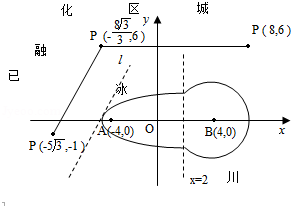 化 区 城
y
P (-8√3/3,6)
P ( 8,6 )
融
l
已
冰
A(-4,0)
O
B(4,0)
x
P(-5√3,-1)
x=2
川